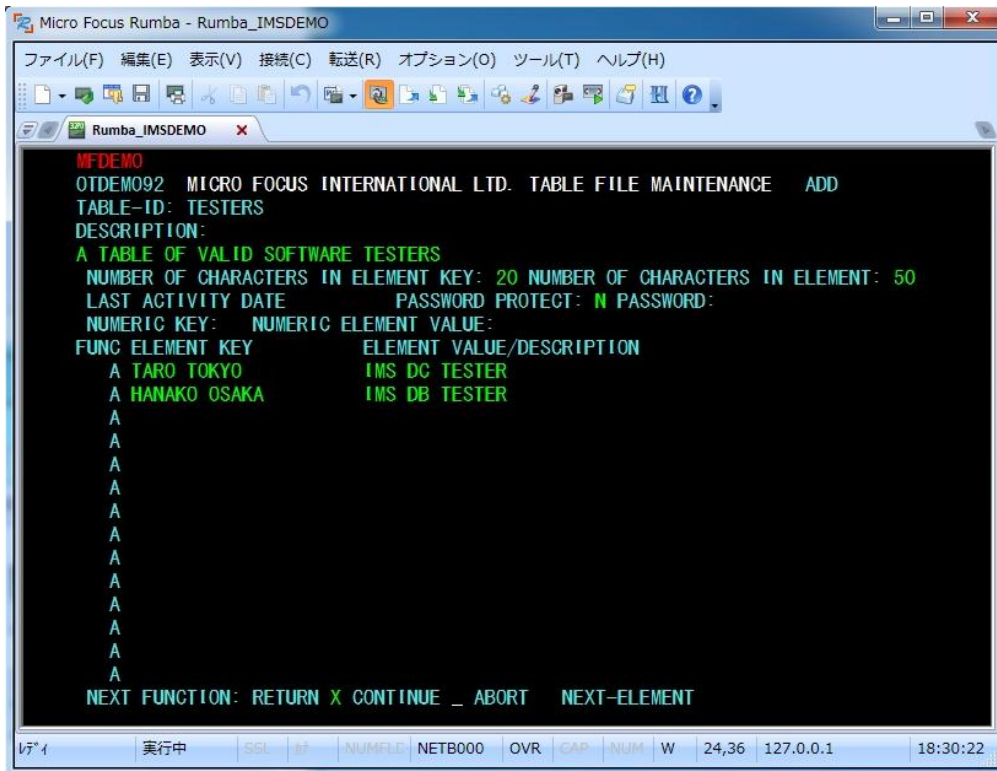 Micro Focus Rumba - Rumba_IMSDEMO
ファイル(F) 編集(E) 表示(V) 接続(C) 転送(R) オプション(O) ツール(T) ヘルプ(H)
Rumba_IMSDEMO
MFDEMO
OTDEMO92 MICRO FOCUS INTERNATIONAL LTD. TABLE FILE MAINTENANCE ADD
TABLE-ID: TESTERS
DESCRIPTION:
A TABLE OF VALID SOFTWARE TESTERS
NUMBER OF CHARACTERS IN ELEMENT KEY: 20 NUMBER OF CHARACTERS IN ELEMENT: 50
LAST ACTIVITY DATE PASSWORD PROTECT: N PASSWORD:
NUMERIC KEY: NUMERIC ELEMENT VALUE:
FUNC ELEMENT KEY ELEMENT VALUE/DESCRIPTION
A TARO TOKYO IMS DC TESTER
A HANAKO OSAKA IMS DB TESTER
A
A
A
A
A
A
A
A
A
A
A
A
NEXT FUNCTION: RETURN X CONTINUE _ ABORT NEXT-ELEMENT
ﾚﾃﾞｨ 実行中 SSL ｶﾅ NUMFLD NETB000 OVR CAP NUM W 24,36 127.0.0.1 18:30:22